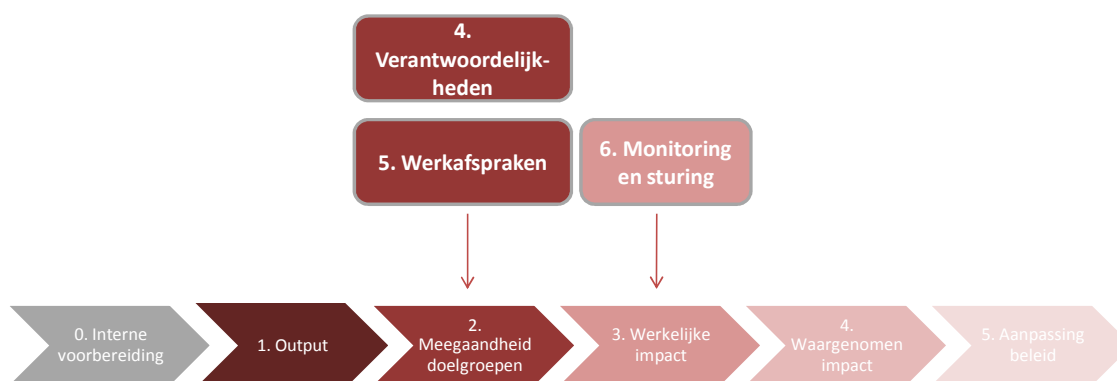 4.
Verantwoordelijk-
heden
5. Werkafspraken
6. Monitoring
en sturing
0. Interne
voorbereiding
1. Output
2.
Meegaandheid
doelgroepen
3. Werkelijke
impact
4.
Waargenomen
impact
5. Aanpassing
beleid